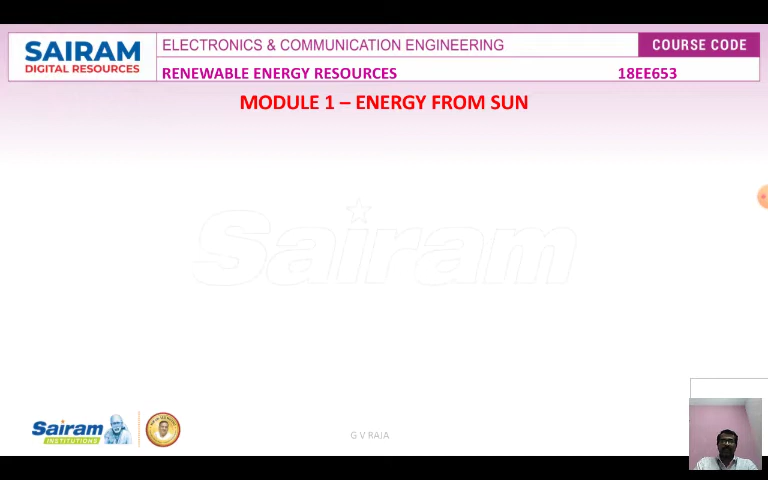 SAIRAM
DIGITAL RESOURCES
ELECTRONICS & COMMUNICATION ENGINEERING
COURSE CODE
RENEWABLE ENERGY RESOURCES
18EE653
MODULE 1 – ENERGY FROM SUN
Sairam
Sairam
INSTITUTIONS
G V RAJA